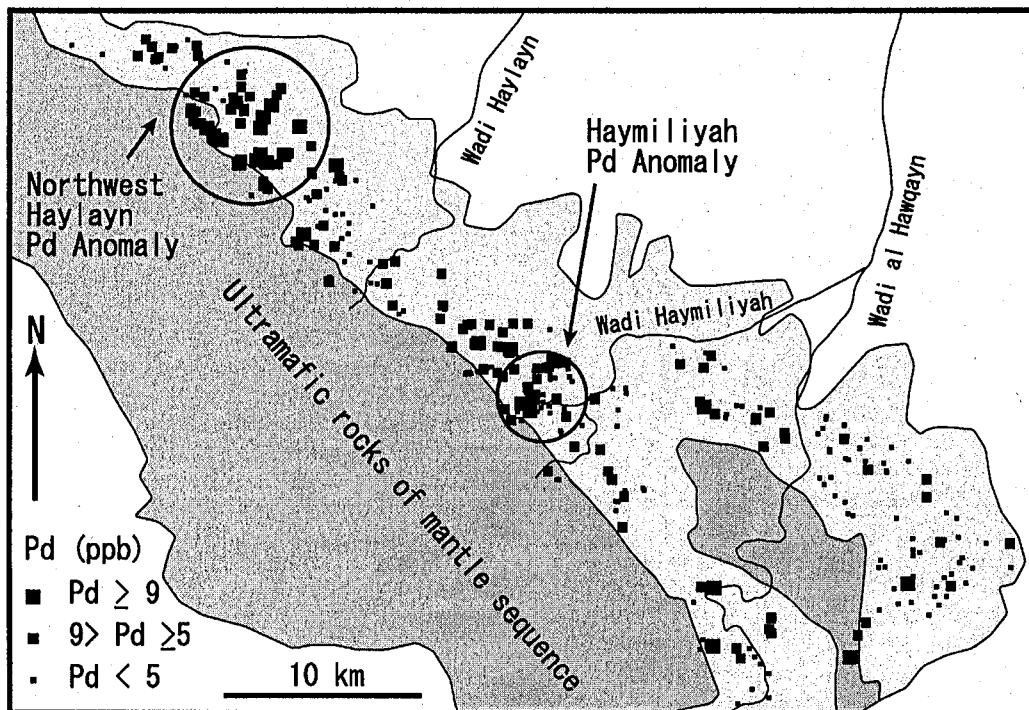 Wadi Haylayn
Haymiliyah
Pd Anomaly
Wadi al Hawqayn
Northwest
Haylayn
Pd Anomaly
Wadi Haymiliyah
Ultramafic rocks of mantle sequence
N
Pd (ppb)
Pd ≥ 9
9> Pd ≥5
Pd < 5
10 km